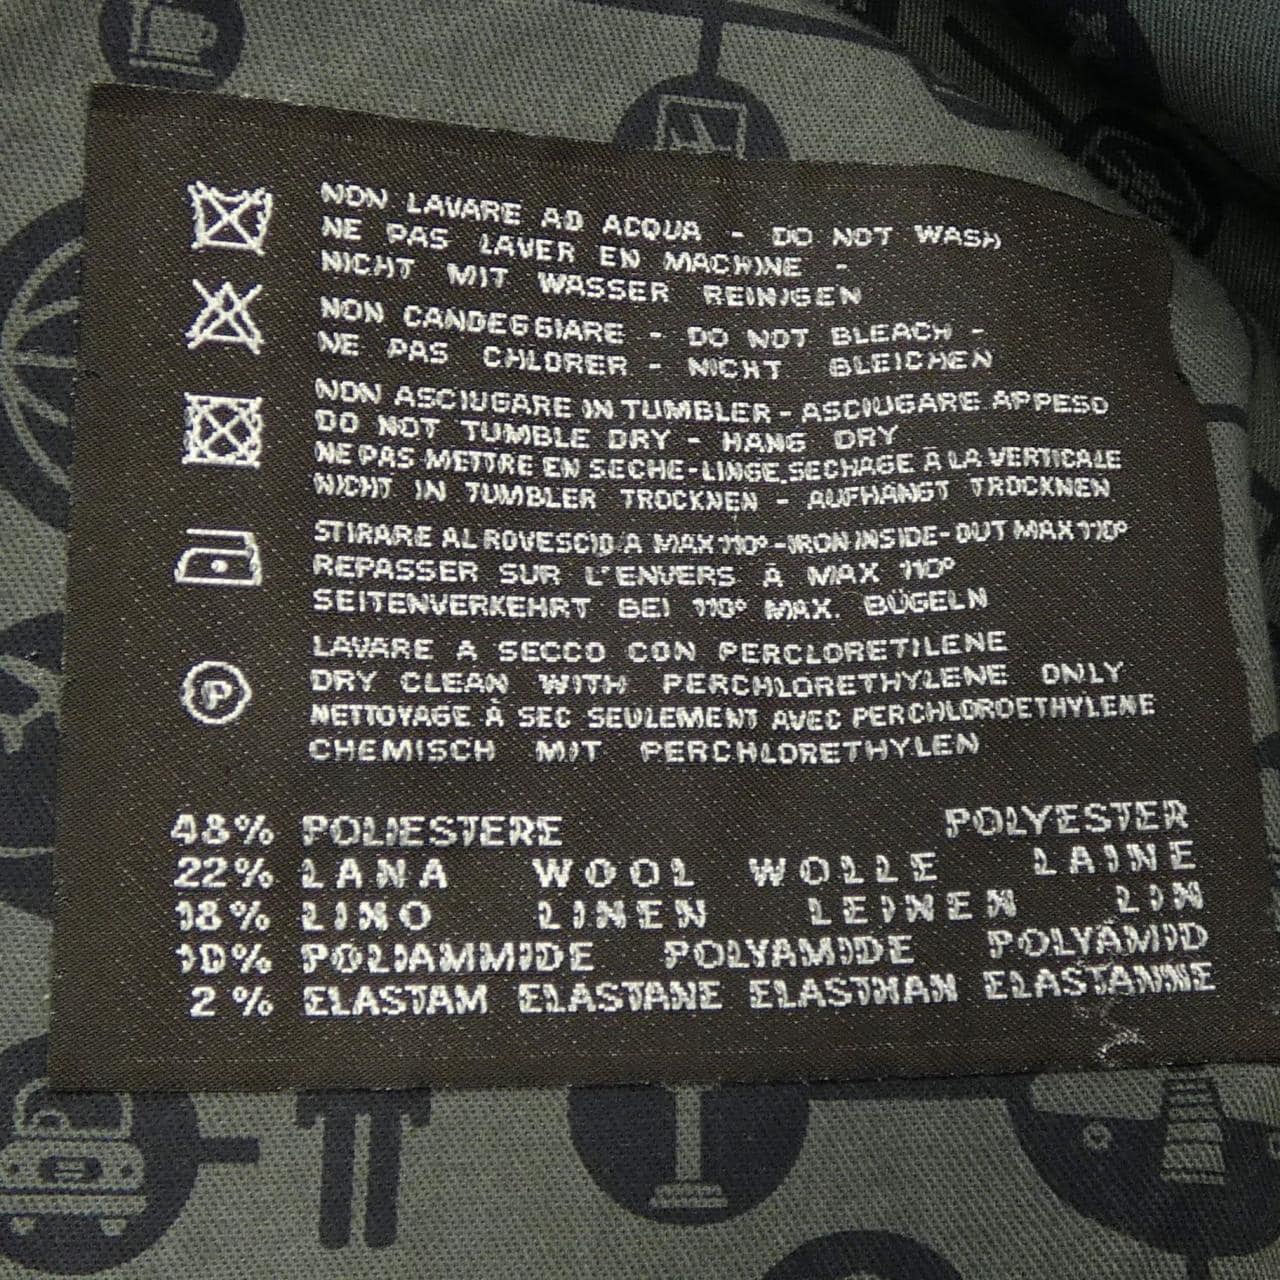 NON LAVARE AD ACQUA - DO NOT WASH
NE PAS LAVER EN MACHINE -
NICHT MIT WASSER REINIGEN
NON CANDEGGIARE - DO NOT BLEACH -
NE PAS CHLORER - NICHT BLEICHEN
NON ASCIUGARE IN TUMBLER - ASCIUGARE APPESO
DO NOT TUMBLE DRY - HANG DRY
NE PAS METTRE EN SECHE-LINGE.SECHAGE À LA VERTICALE
NICHT IN TUMBLER TROCKNEN - AUFHÄNGT TROCKNEN
STIRARE AL ROVESCIO A MAX 110° - IRON INSIDE-OUT MAX 110°
REPASSER SUR L'ENVERS À MAX 110°
SEITENVERKEHRT BEI 110° MAX. BÜGELN
P
LAVARE A SECCO CON PERCLORETILENE
DRY CLEAN WITH PERCHLORETHYLENE ONLY
NETTOYAGE À SEC SEULEMENT AVEC PERCHLOROETHYLENE
CHEMISCH MIT PERCHLORETHYLEN
48% POLIESTERE POLYESTER
22% LANA WOOL WOLLE LAINE
18% LINO LINEN LEINEN LIN
10% POLIAMMIDE POLYAMIDE POLYAMID
2% ELASTAM ELASTANE ELASTHAN ELASTANNE